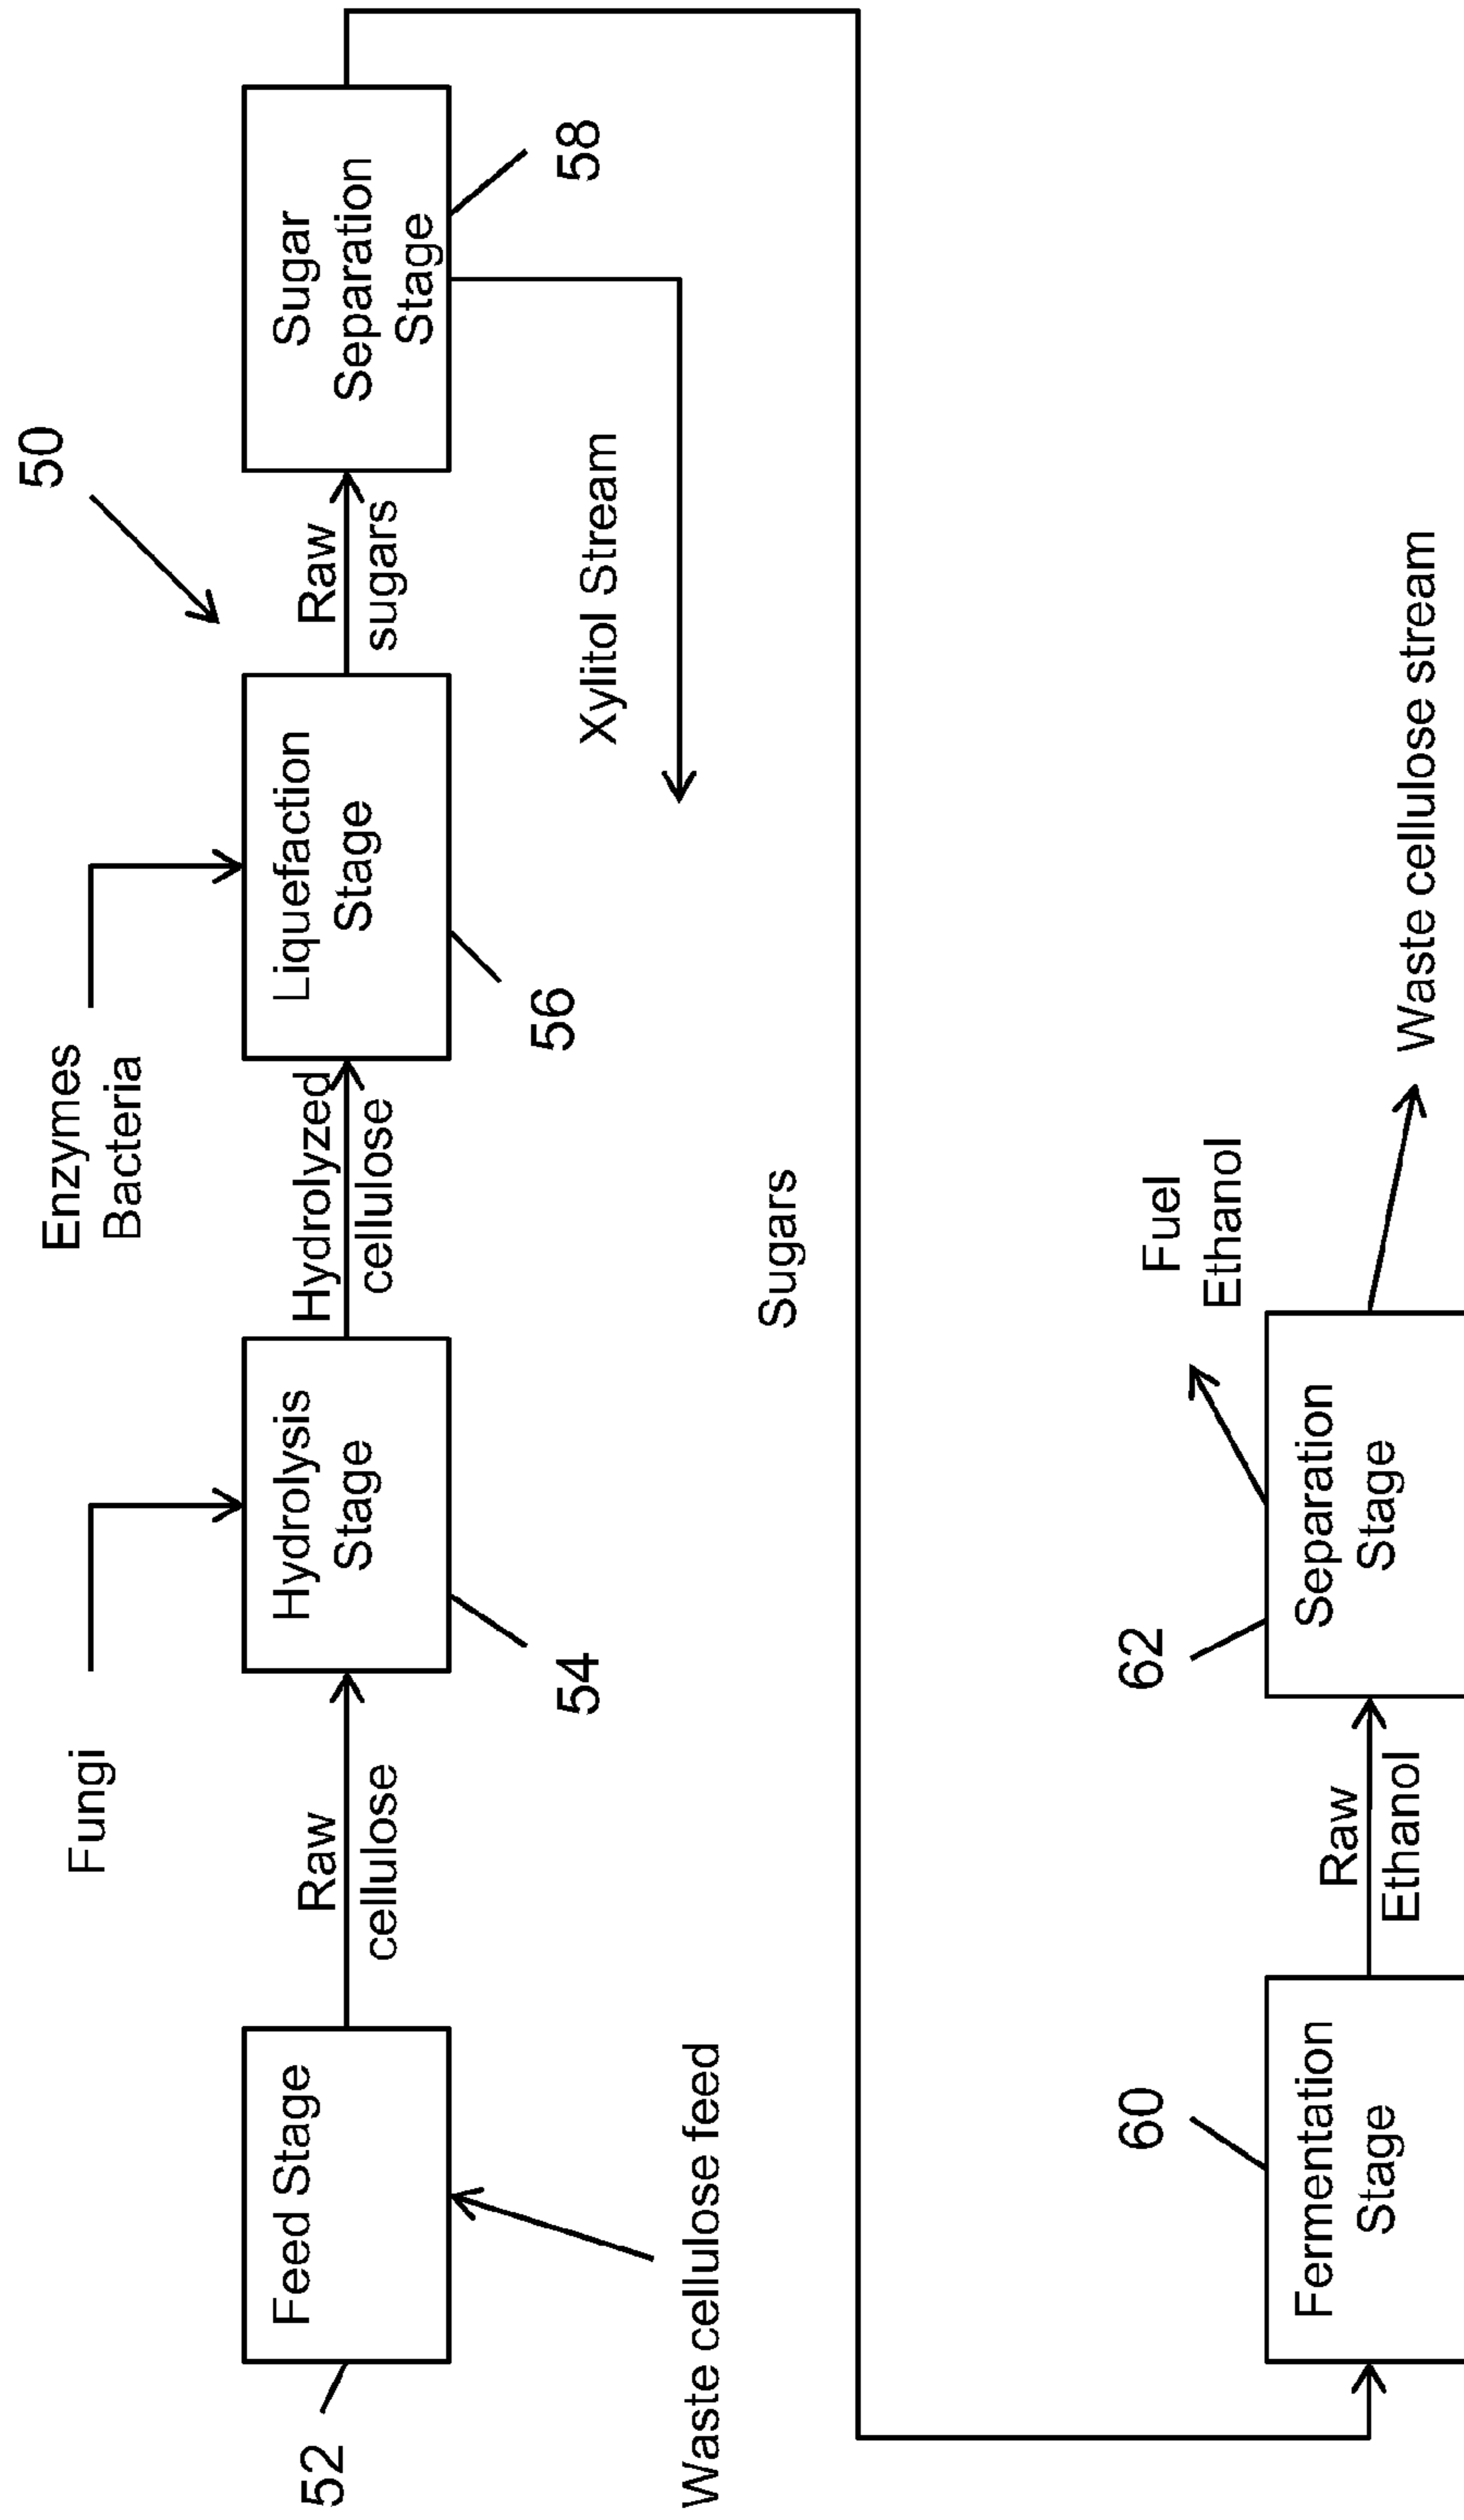 50
Fungi
Enzymes
Bacteria
52
Feed Stage
Raw
cellulose
Hydrolysis
Stage
Hydrolyzed
cellulose
Liquefaction
Stage
Raw
sugars
Sugar
Separation
Stage
54
56
58
Waste cellulose feed
Xylitol Stream
Sugars
60
62
Fuel
Ethanol
Fermentation
Stage
Raw
Ethanol
Separation
Stage
Waste cellulose stream